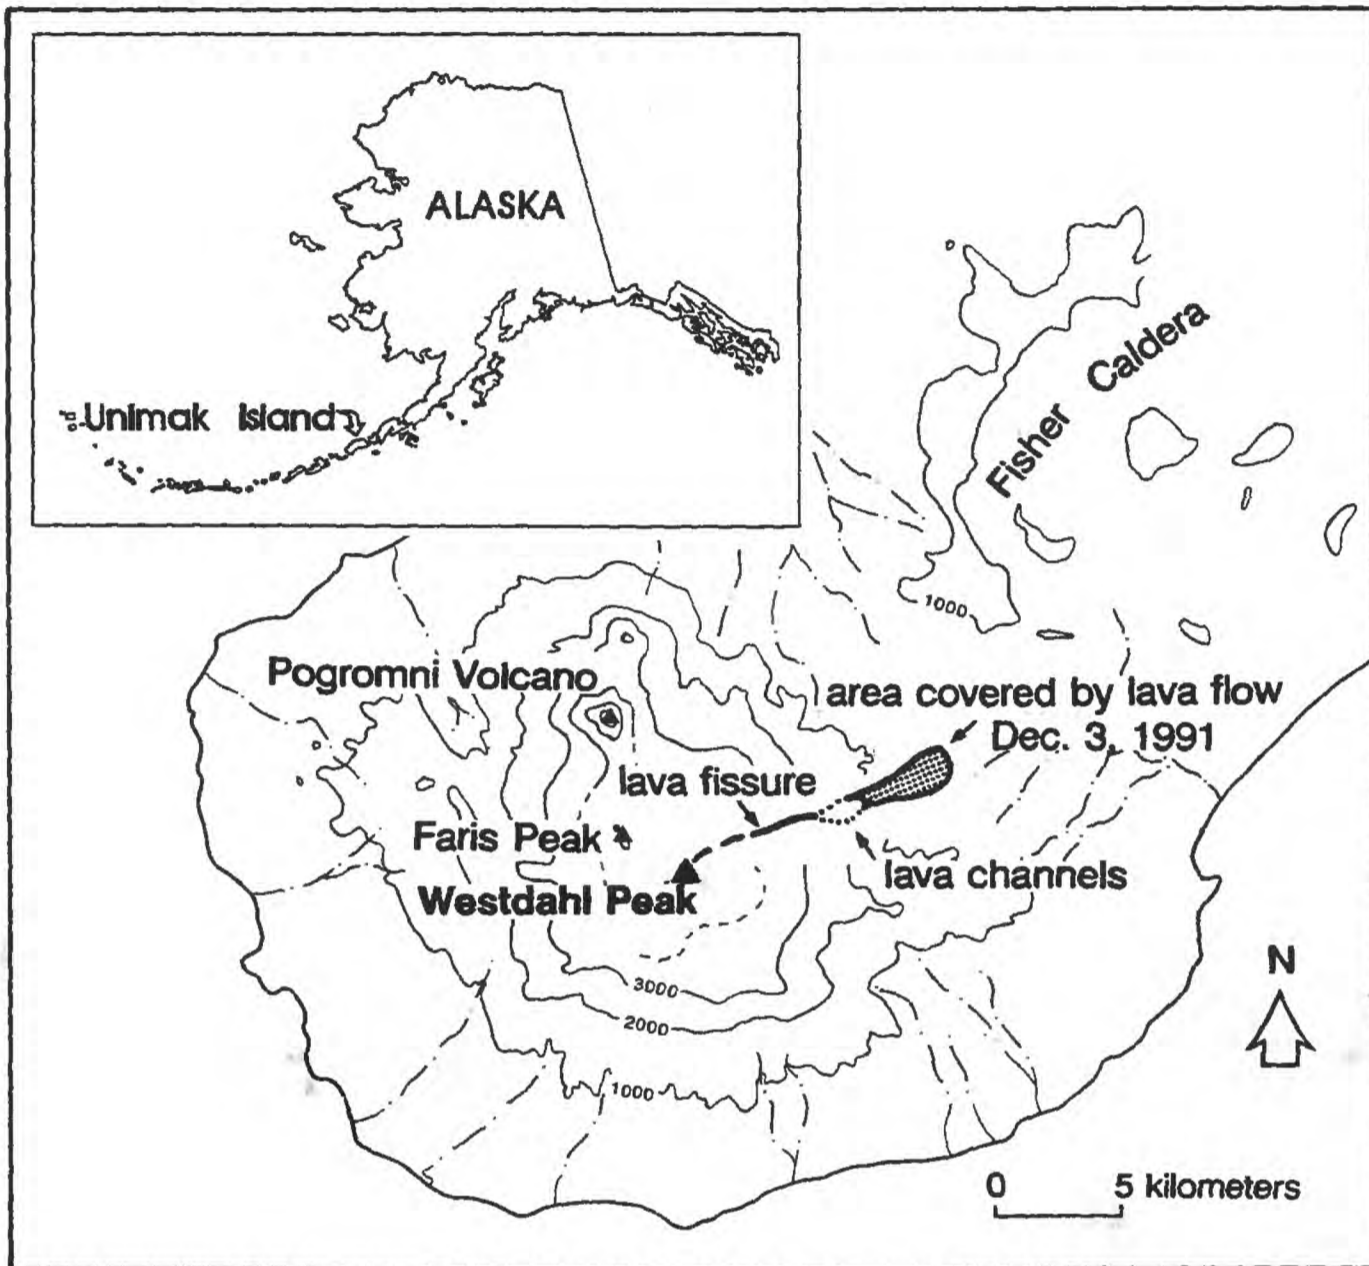 ALASKA
Unimak Island
Fisher Caldera
1000
Pogromni Volcano
area covered by lava flow
Dec. 3, 1991
lava fissure
Faris Peak
lava channels
Westdahl Peak
3000
2000
1000
N
0 5 kilometers